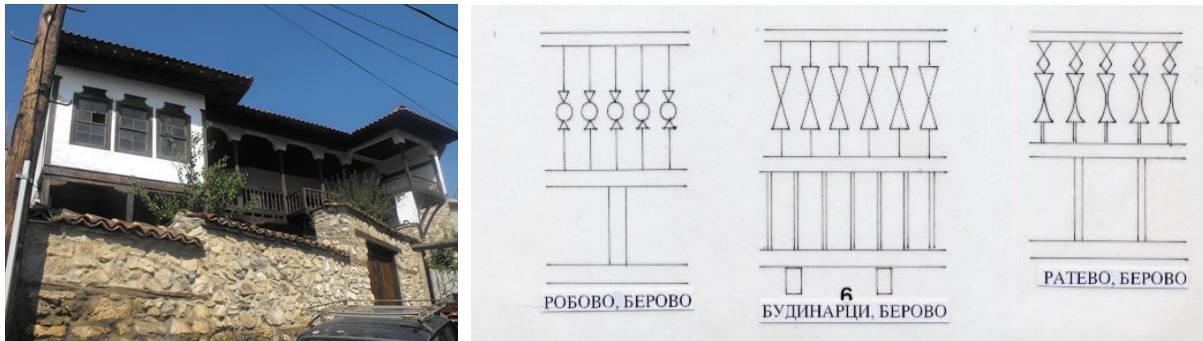 РОБОВО, БЕРОВО
6
БУДИНАРЦИ, БЕРОВО
РАТЕВО, БЕРОВО